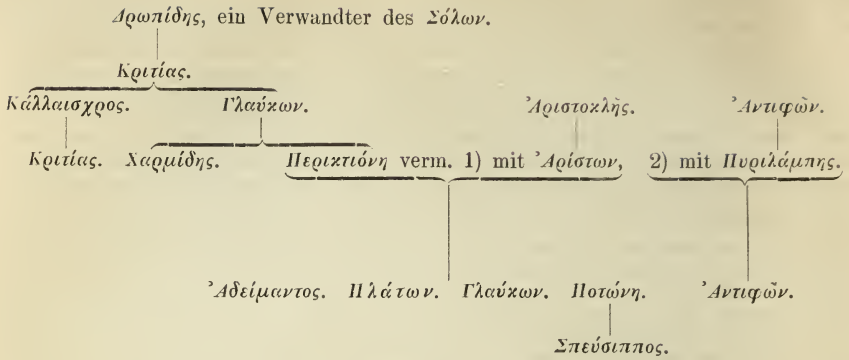 Δρωπίδης, ein Verwandter des Σόλων.
Κριτίας.
Κάλλαισχρος. Γλαύκων. Ἀριστοκλῆς. Ἀντιφῶν.
Κριτίας. Χαρμίδης. Περικτιόνη verm. 1) mit Ἀρίστων, 2) mit Πυριλάμπης.
Ἀδείμαντος. Πλάτων. Γλαύκων. Ποτώνη. Ἀντιφῶν.
Σπεύσιππος.